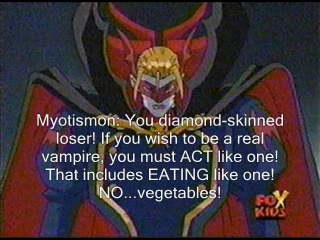 Myotismon: You diamond-skinned
loser! If you wish to be a real
vampire, you must ACT like one!
That includes EATING like one!
NO...vegetables!
FOX
KIDS